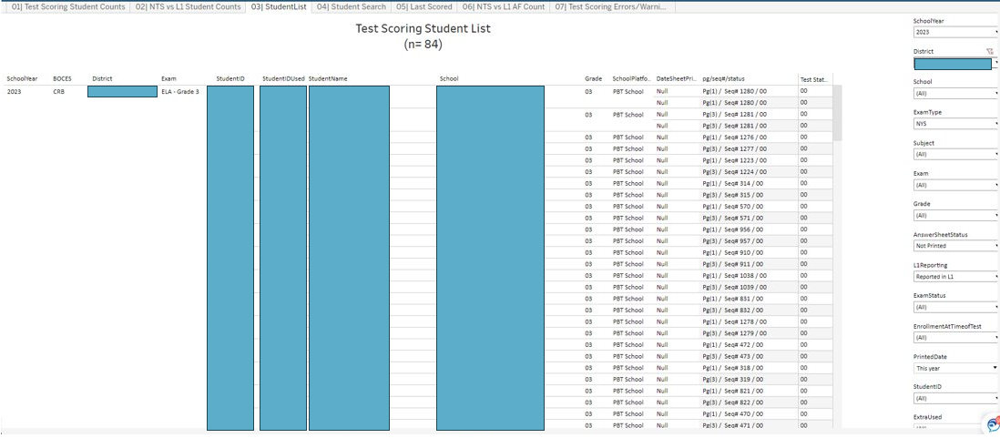 01| Test Scoring Student Counts 02| NTS vs L1 Student Counts 03| StudentList 04| Student Search 05| Last Scored 06| NTS vs L1 AF Count 07| Test Scoring Errors/Warni...
Test Scoring Student List
(n= 84)
SchoolYear BOCES District Exam StudentID StudentIDUsed StudentName School Grade SchoolPlatfo.. DateSheetPri.. pg/seq#/status Test Stat..
2023 CRB ELA - Grade 3 03 PBT School Null Pg(1) / Seq# 1280 / 00 00
Null Pg(1) / Seq# 1280 / 00 00
03 PBT School Null Pg(3) / Seq# 1281 / 00 00
Null Pg(3) / Seq# 1281 / 00 00
03 PBT School Null Pg(1) / Seq# 1276 / 00 00
03 PBT School Null Pg(3) / Seq# 1277 / 00 00
03 PBT School Null Pg(1) / Seq# 1223 / 00 00
03 PBT School Null Pg(3) / Seq# 1224 / 00 00
03 PBT School Null Pg(1) / Seq# 314 / 00 00
03 PBT School Null Pg(3) / Seq# 315 / 00 00
03 PBT School Null Pg(1) / Seq# 570 / 00 00
03 PBT School Null Pg(3) / Seq# 571 / 00 00
03 PBT School Null Pg(1) / Seq# 956 / 00 00
03 PBT School Null Pg(3) / Seq# 957 / 00 00
03 PBT School Null Pg(1) / Seq# 910 / 00 00
03 PBT School Null Pg(3) / Seq# 911 / 00 00
03 PBT School Null Pg(1) / Seq# 1038 / 00 00
03 PBT School Null Pg(3) / Seq# 1039 / 00 00
03 PBT School Null Pg(1) / Seq# 831 / 00 00
03 PBT School Null Pg(3) / Seq# 832 / 00 00
03 PBT School Null Pg(1) / Seq# 1278 / 00 00
03 PBT School Null Pg(3) / Seq# 1279 / 00 00
03 PBT School Null Pg(1) / Seq# 472 / 00 00
03 PBT School Null Pg(3) / Seq# 473 / 00 00
03 PBT School Null Pg(1) / Seq# 318 / 00 00
03 PBT School Null Pg(3) / Seq# 319 / 00 00
03 PBT School Null Pg(1) / Seq# 821 / 00 00
03 PBT School Null Pg(3) / Seq# 822 / 00 00
03 PBT School Null Pg(1) / Seq# 470 / 00 00
03 PBT School Null Pg(3) / Seq# 471 / 00 00
SchoolYear
2023
District
School
(All)
ExamType
NYS
Subject
(All)
Exam
(All)
Grade
(All)
AnswerSheetStatus
Not Printed
L1Reporting
Reported in L1
ExamStatus
(All)
EnrollmentAtTimeofTest
(All)
PrintedDate
This year
StudentID
(All)
ExtraUsed